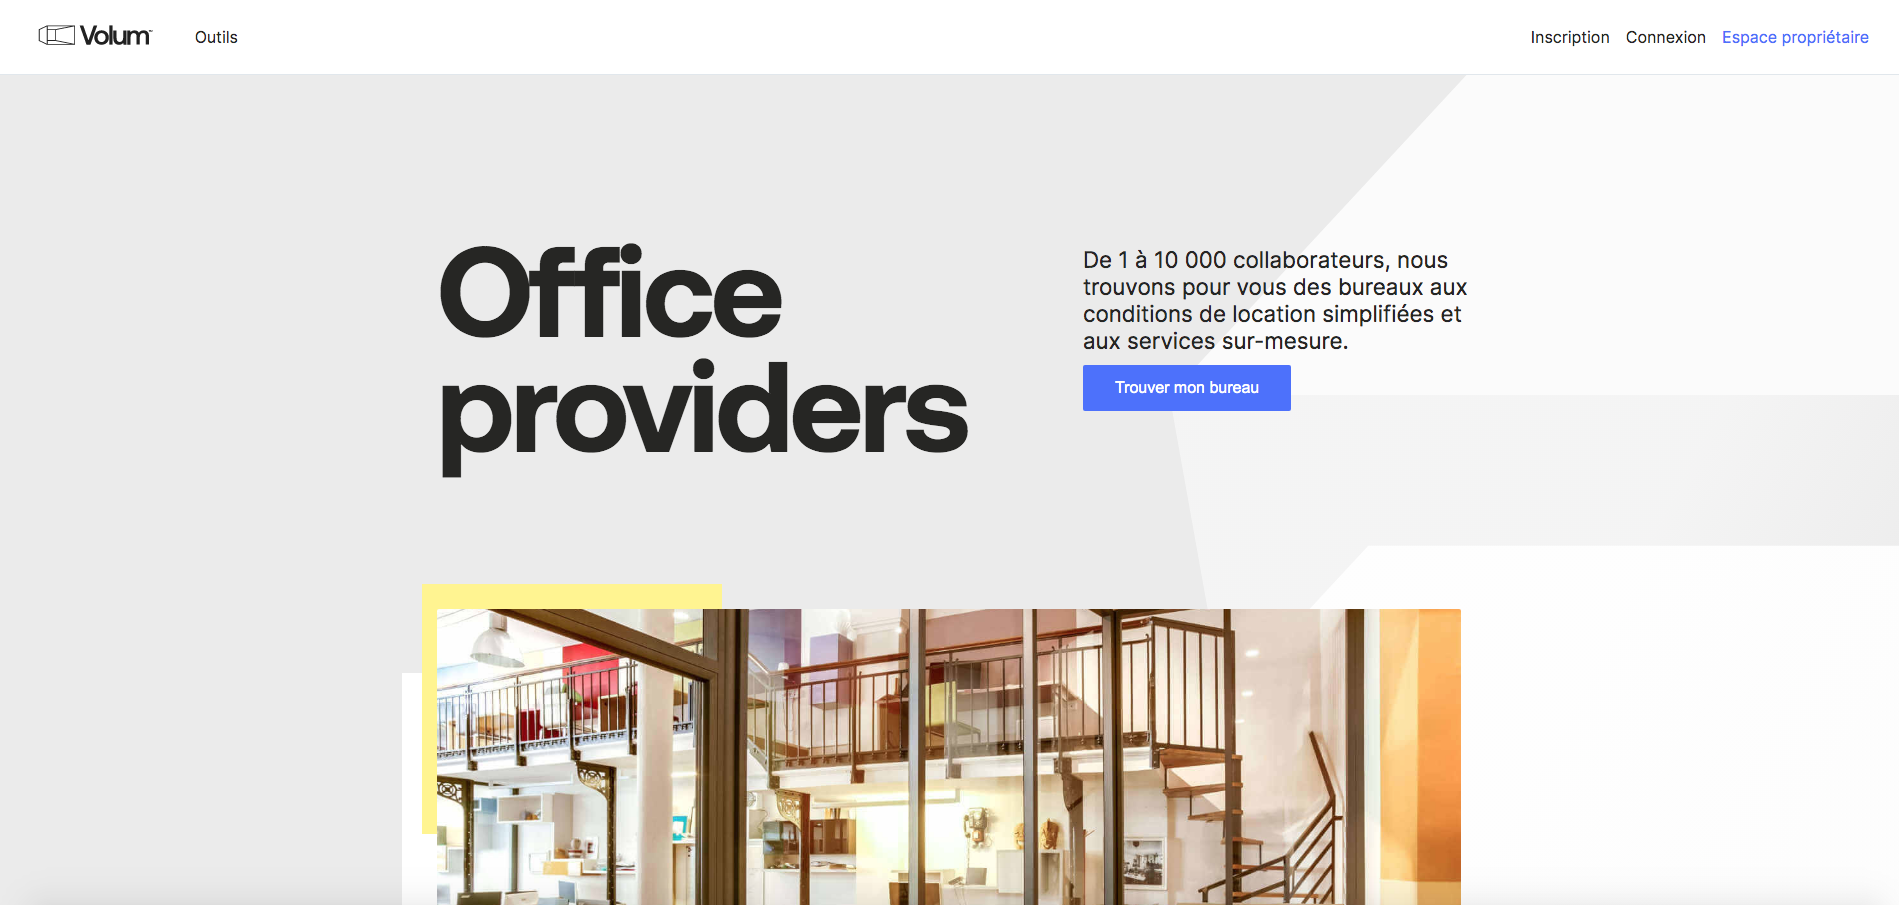 Volum
Outils
Inscription
Connexion
Espace propriétaire
Office
providers
De 1 à 10 000 collaborateurs, nous
trouvons pour vous des bureaux aux
conditions de location simplifiées et
aux services sur-mesure.
Trouver mon bureau